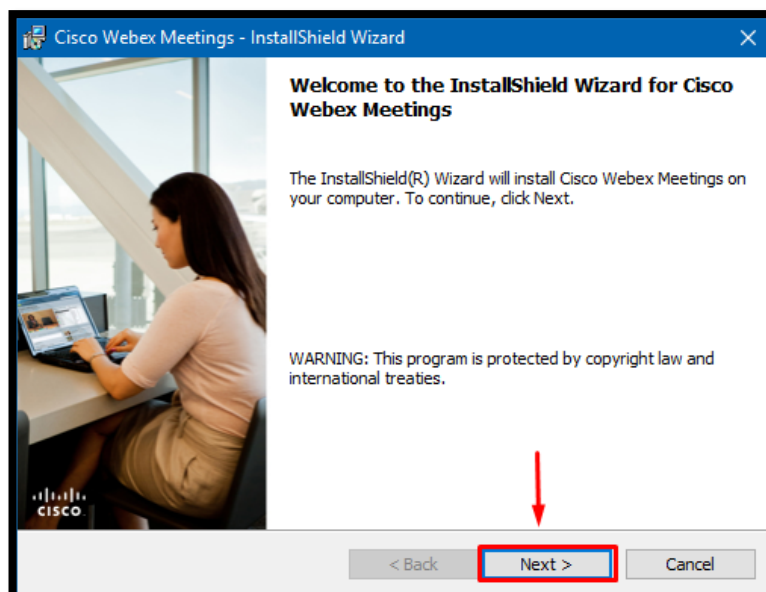 Cisco Webex Meetings - InstallShield Wizard
Welcome to the InstallShield Wizard for Cisco
Webex Meetings
The InstallShield(R) Wizard will install Cisco Webex Meetings on
your computer. To continue, click Next.
WARNING: This program is protected by copyright law and
international treaties.
CISCO
< Back
Next >
Cancel